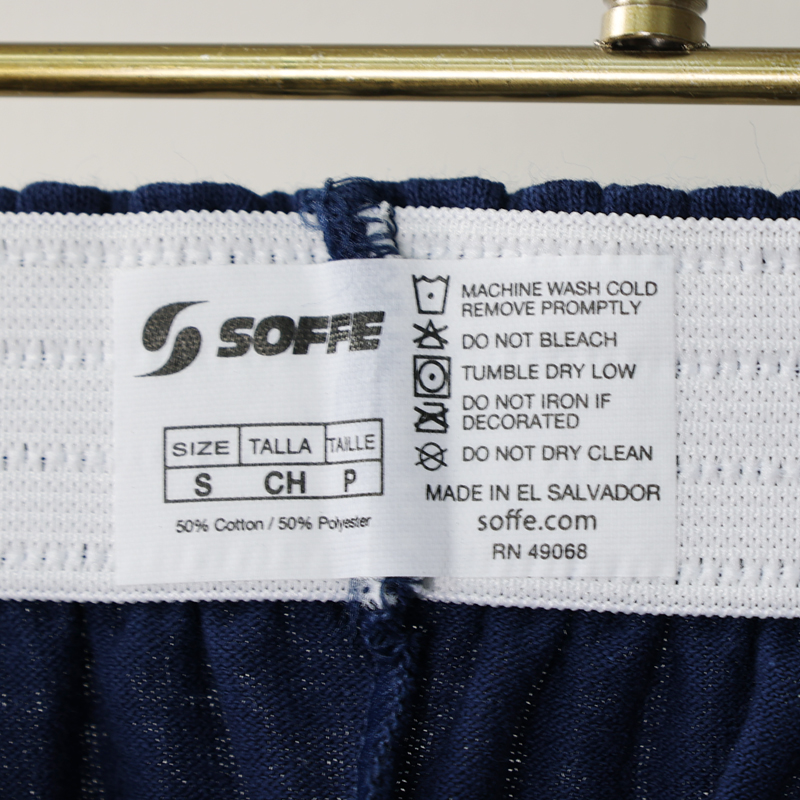 SOFFE
SIZE TALLA TAILLE
S CH P
50% Cotton / 50% Polyester
MACHINE WASH COLD
REMOVE PROMPTLY
DO NOT BLEACH
TUMBLE DRY LOW
DO NOT IRON IF
DECORATED
DO NOT DRY CLEAN
MADE IN EL SALVADOR
soffe.com
RN 49068